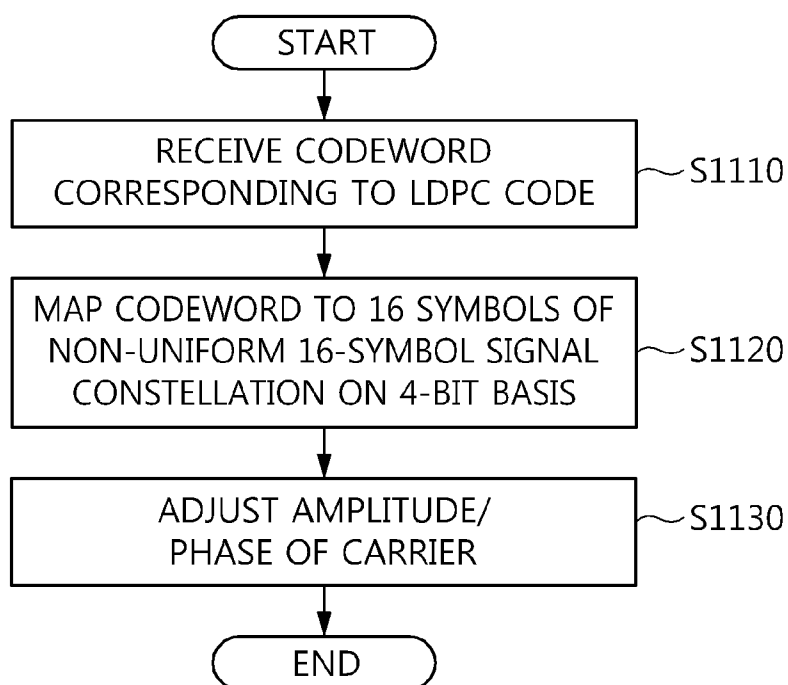 START
RECEIVE CODEWORD
CORRESPONDING TO LDPC CODE
S1110
MAP CODEWORD TO 16 SYMBOLS OF
NON-UNIFORM 16-SYMBOL SIGNAL
CONSTELLATION ON 4-BIT BASIS
S1120
ADJUST AMPLITUDE/
PHASE OF CARRIER
S1130
END